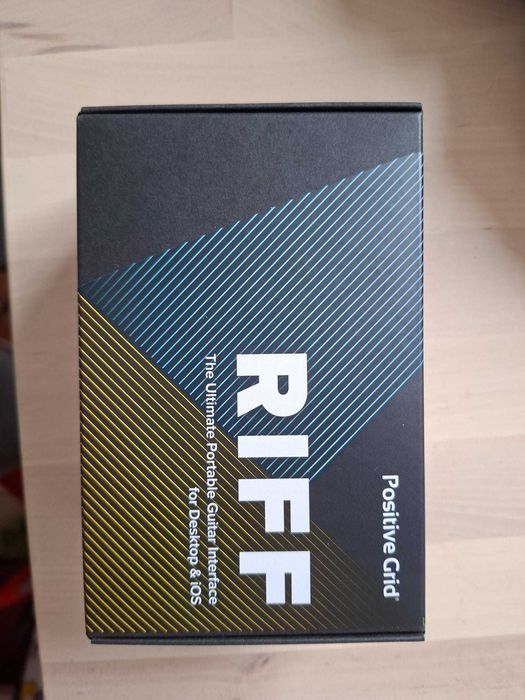 Positive Grid®
RIFF
The Ultimate Portable Guitar Interface
for Desktop & iOS